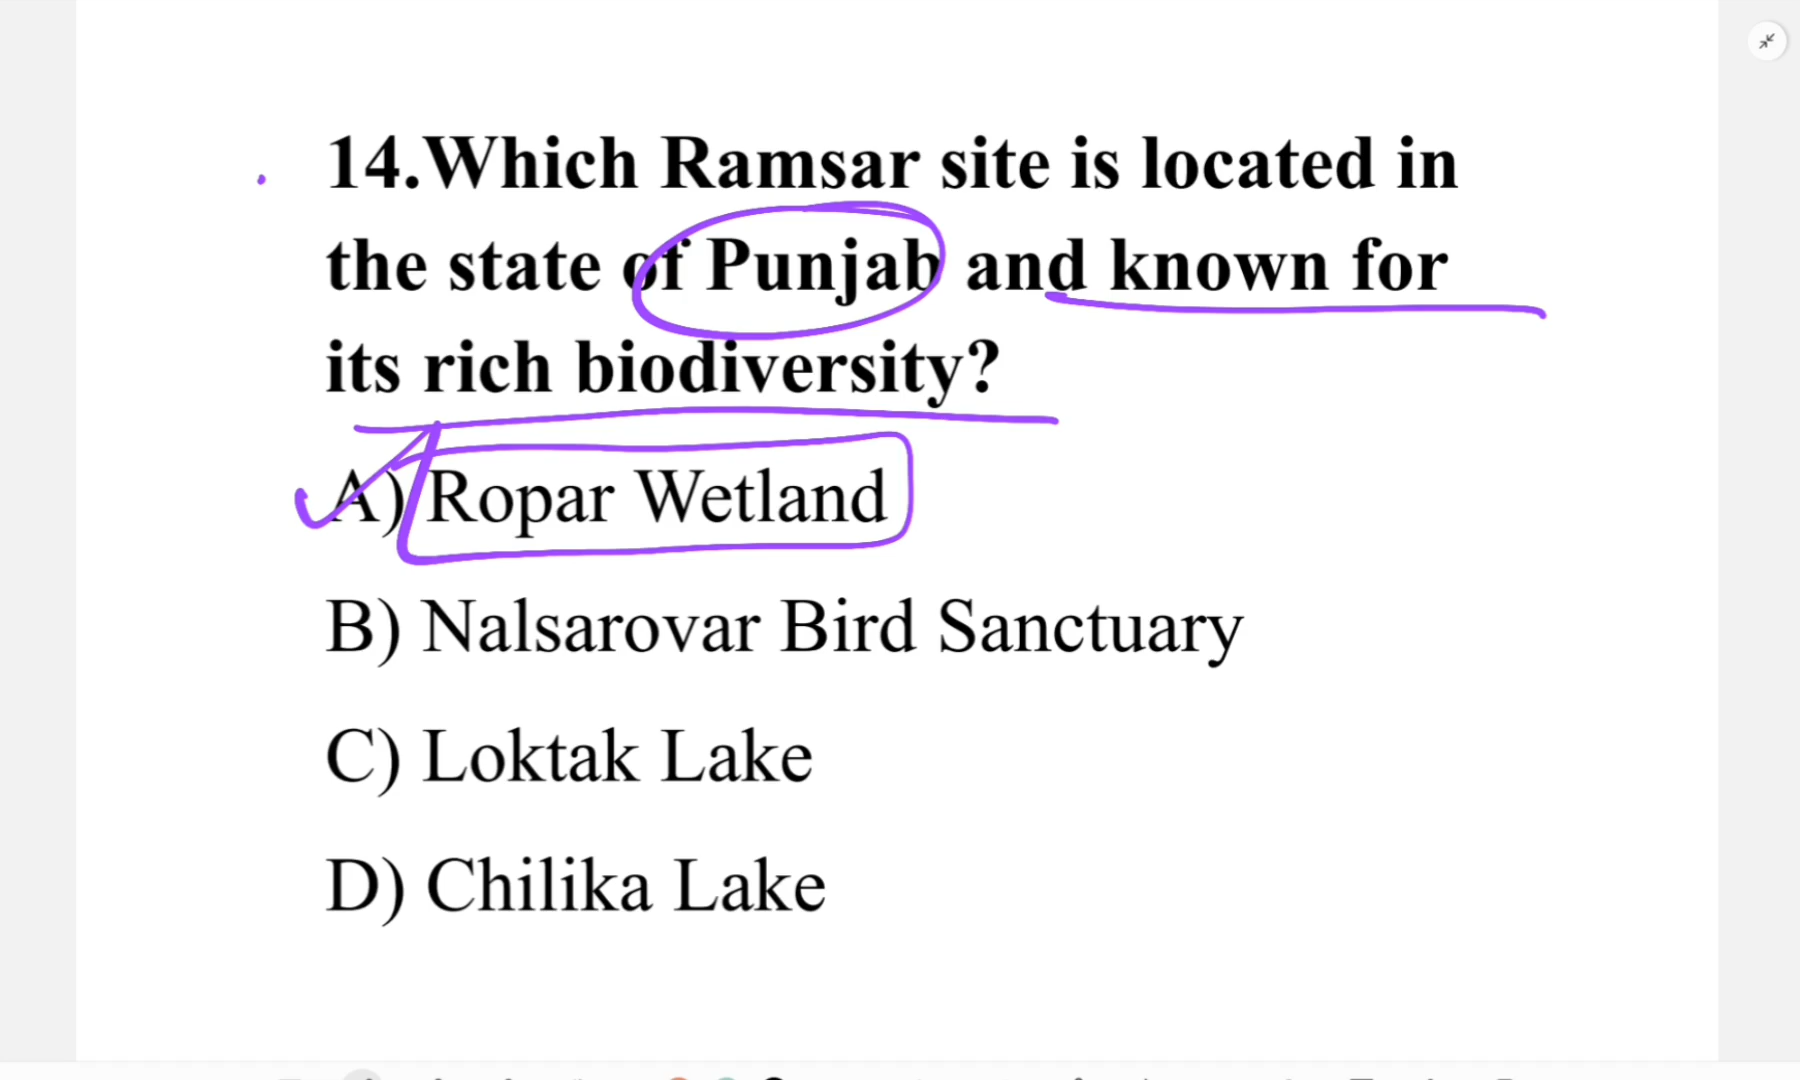 14.Which Ramsar site is located in
the state of Punjab and known for
its rich biodiversity?
A) Ropar Wetland
B) Nalsarovar Bird Sanctuary
C) Loktak Lake
D) Chilika Lake